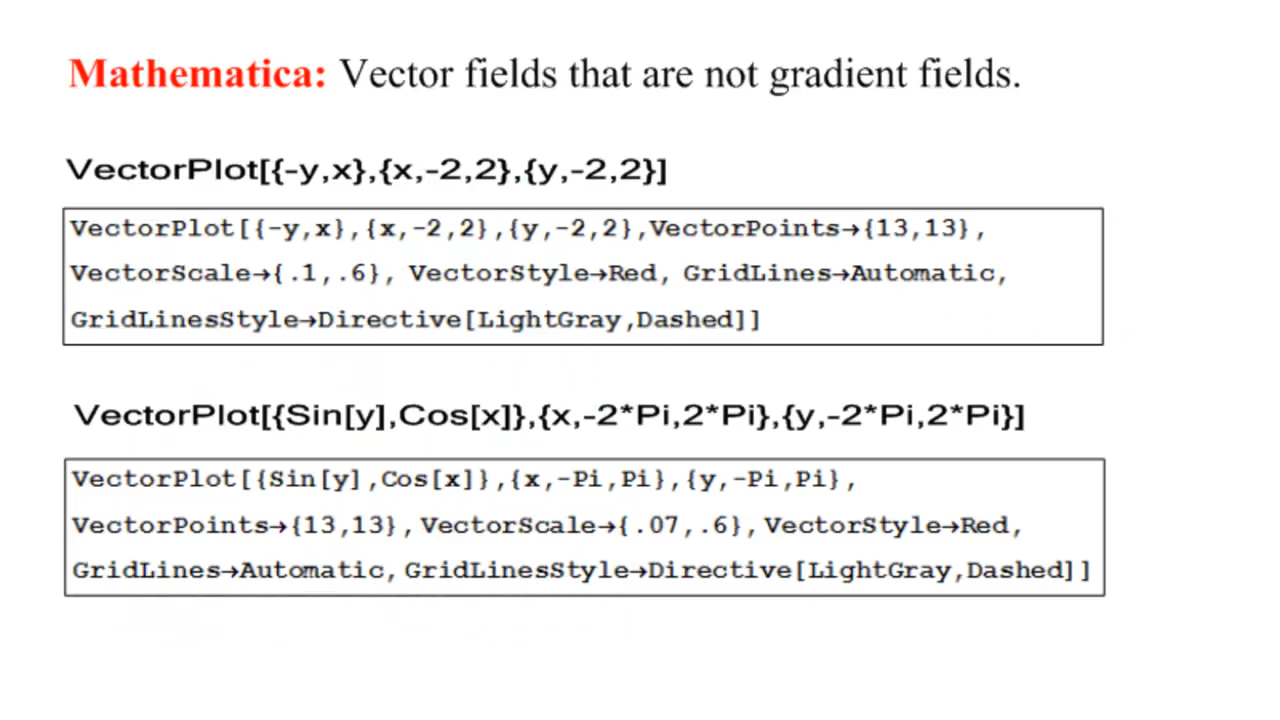 Mathematica: Vector fields that are not gradient fields.
VectorPlot[{-y,x},{x,-2,2},{y,-2,2}]
VectorPlot[{-y,x},{x,-2,2},{y,-2,2},VectorPoints→{13,13},
VectorScale→{.1,.6}, VectorStyle→Red, GridLines→Automatic,
GridLinesStyle→Directive[LightGray,Dashed]]
VectorPlot[{Sin[y],Cos[x]},{x,-2*Pi,2*Pi},{y,-2*Pi,2*Pi}]
VectorPlot[{Sin[y],Cos[x]},{x,-Pi,Pi},{y,-Pi,Pi},
VectorPoints→{13,13},VectorScale→{.07,.6},VectorStyle→Red,
GridLines→Automatic,GridLinesStyle→Directive[LightGray,Dashed]]